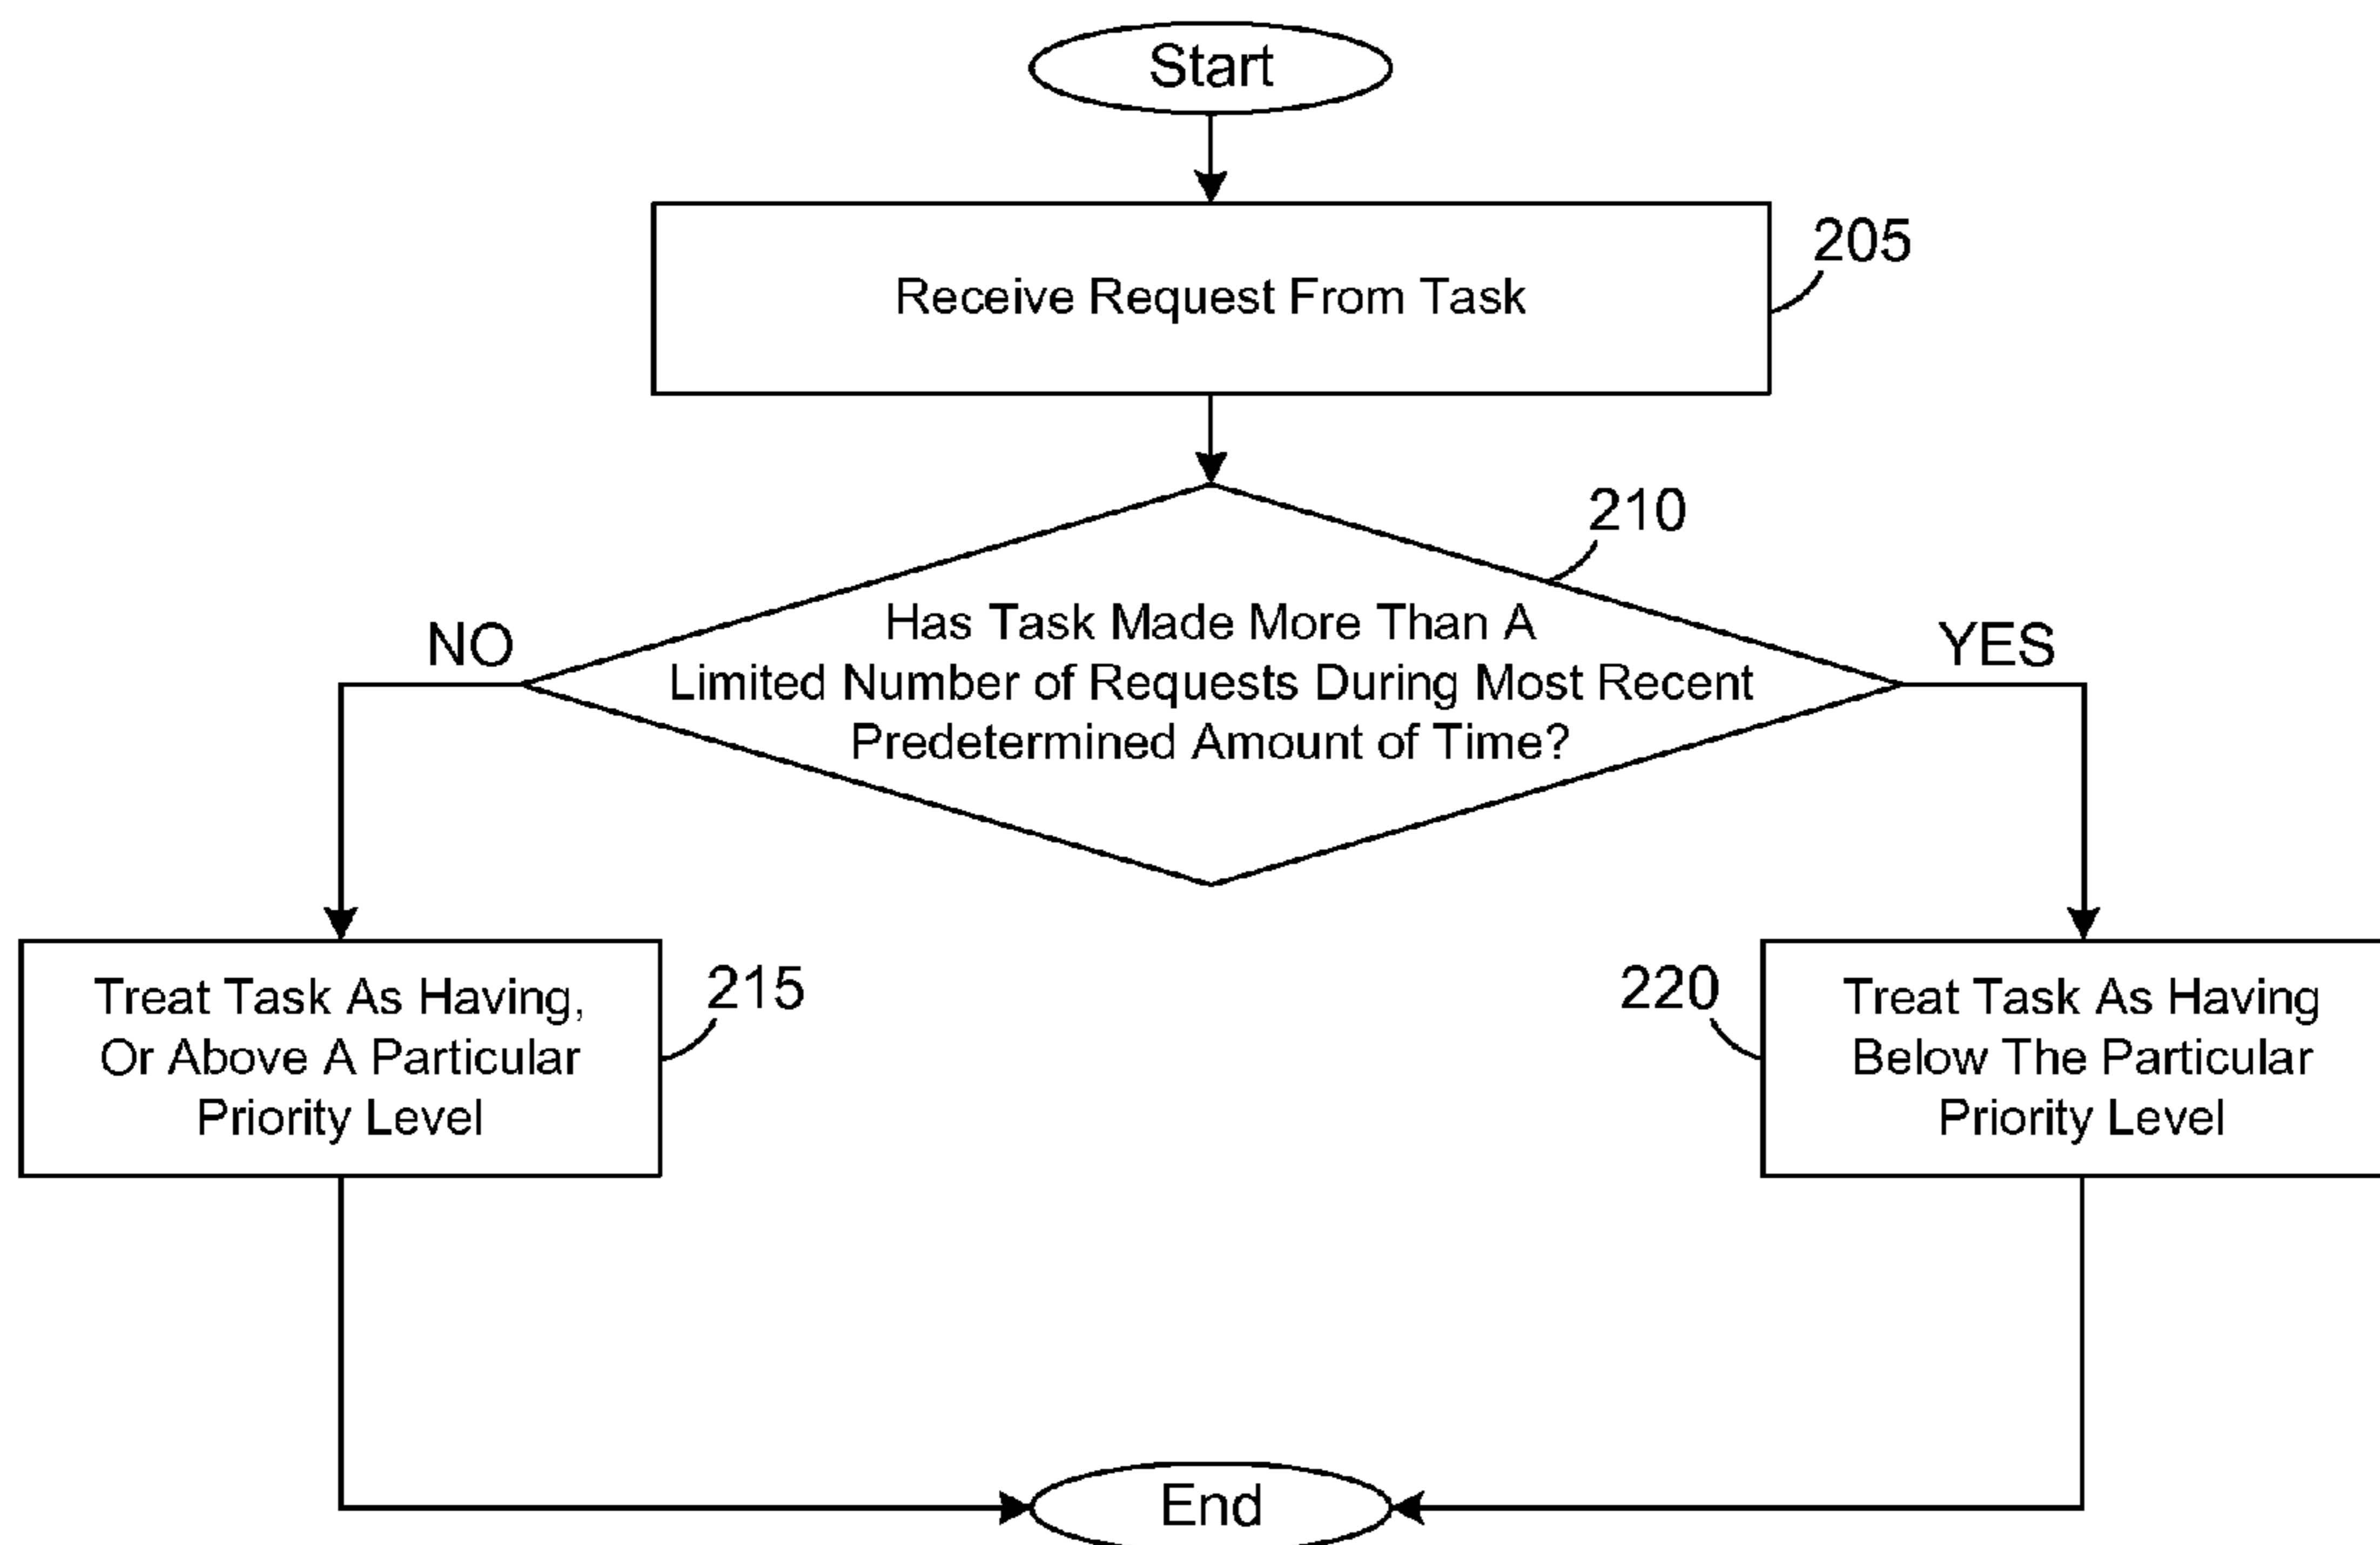 Start
Receive Request From Task
205
210
Has Task Made More Than A
Limited Number of Requests During Most Recent
Predetermined Amount of Time?
NO
YES
Treat Task As Having,
Or Above A Particular
Priority Level
215
220
Treat Task As Having
Below The Particular
Priority Level
End